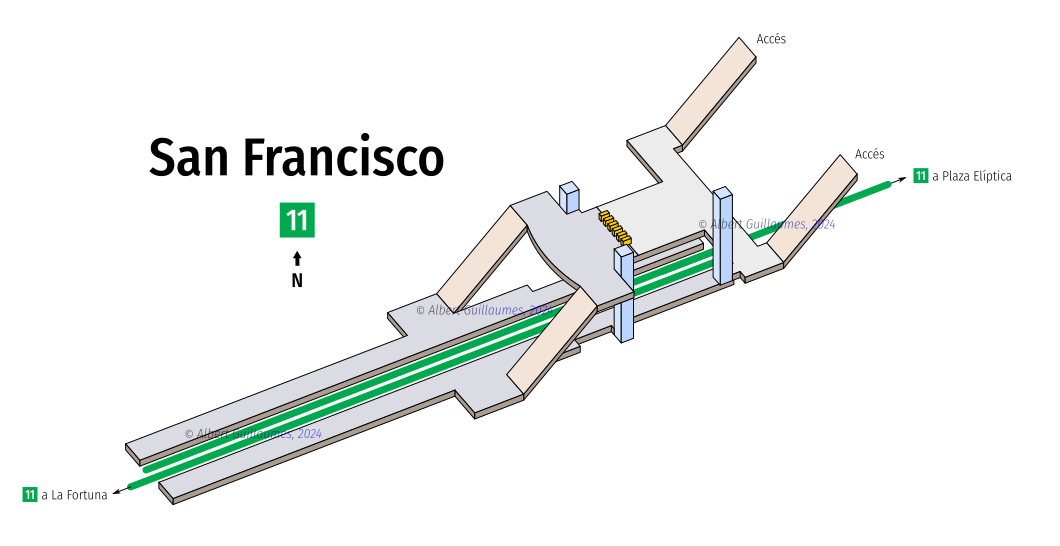 Accés
San Francisco
Accés
11 a Plaza Elíptica
11
© Albert Guillaumes, 2024
N
© Albert Guillaumes, 2024
© Albert Guillaumes, 2024
11 a La Fortuna